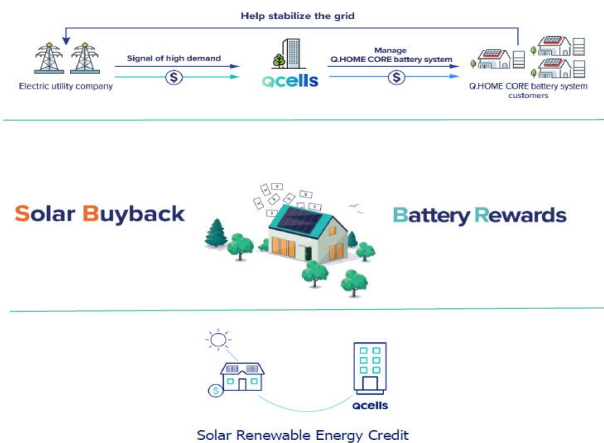 Help stabilize the grid
Signal of high demand
Manage
Q.HOME CORE battery system
$
$
qcells
Electric utility company
Q.HOME CORE battery system
customers
Solar Buyback
Battery Rewards
$
qcells
Solar Renewable Energy Credit